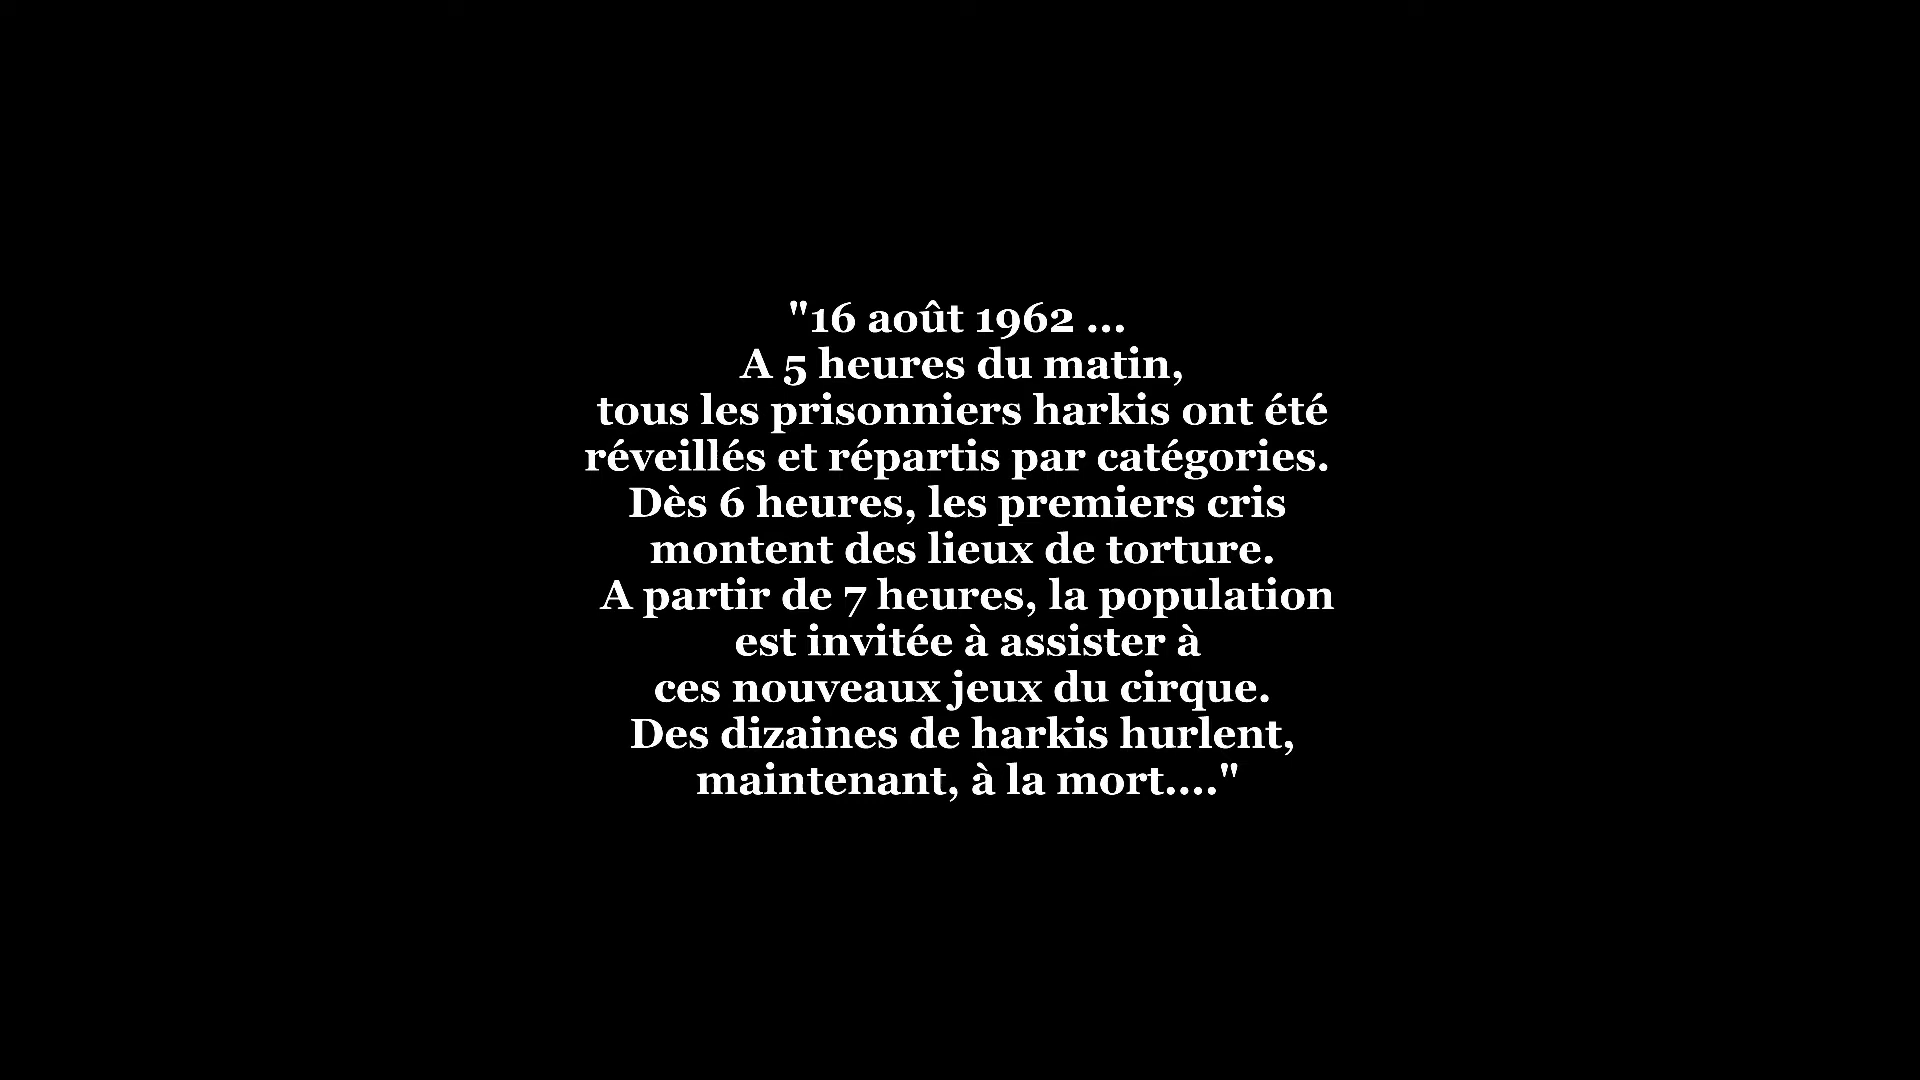 "16 août 1962 ...
A 5 heures du matin,
tous les prisonniers harkis ont été
réveillés et répartis par catégories.
Dès 6 heures, les premiers cris
montent des lieux de torture.
A partir de 7 heures, la population
est invitée à assister à
ces nouveaux jeux du cirque.
Des dizaines de harkis hurlent,
maintenant, à la mort...."